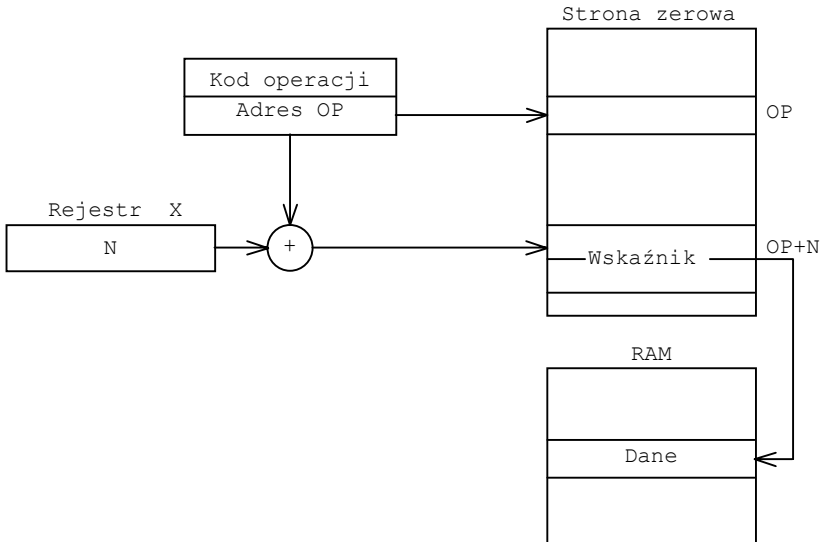 Strona zerowa
Kod operacji
Adres OP
OP
Rejestr X
N
+
OP+N
Wskaźnik
RAM
Dane